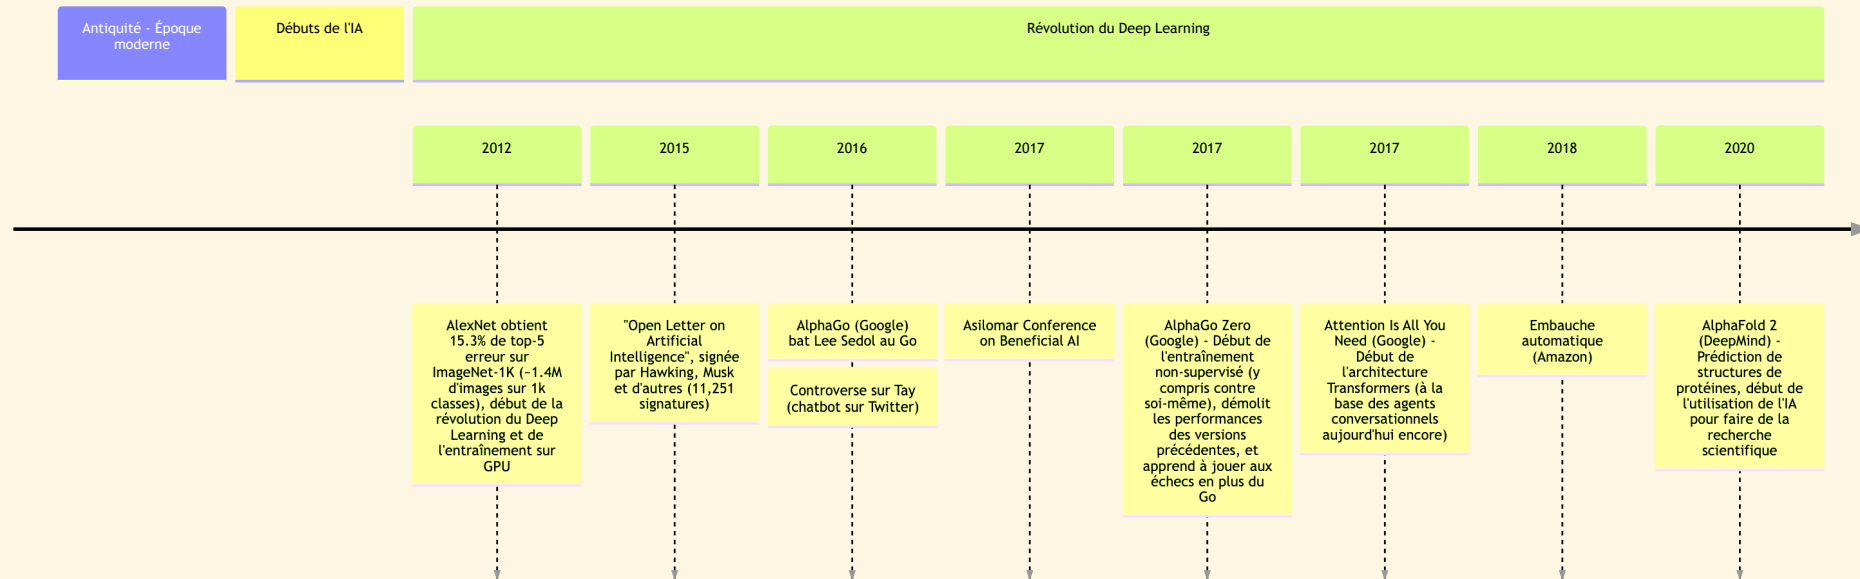 Antiquité - Époque
moderne
Débuts de l'IA
Révolution du Deep Learning
2012
2015
2016
2017
2017
2017
2018
2020
AlexNet obtient
15.3% de top-5
erreur sur
ImageNet-1K (~1.4M
d'images sur 1k
classes), début de la
révolution du Deep
Learning et de
l'entraînement sur
GPU
"Open Letter on
Artificial
Intelligence", signée
par Hawking, Musk
et d'autres (11,251
signatures)
AlphaGo (Google)
bat Lee Sedol au Go
Controverse sur Tay
(chatbot sur Twitter)
Asilomar Conference
on Beneficial AI
AlphaGo Zero
(Google) - Début de
l'entraînement
non-supervisé (y
compris contre
soi-même), démolit
les performances
des versions
précédentes, et
apprend à jouer aux
échecs en plus du
Go
Attention Is All You
Need (Google) -
Début de
l'architecture
Transformers (à la
base des agents
conversationnels
aujourd'hui encore)
Embauche
automatique
(Amazon)
AlphaFold 2
(DeepMind) -
Prédiction de
structures de
protéines, début de
l'utilisation de l'IA
pour faire de la
recherche
scientifique